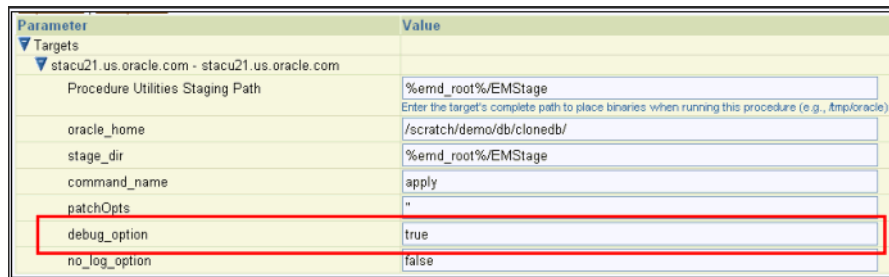 Parameter Value
Targets
stacu21.us.oracle.com - stacu21.us.oracle.com
Procedure Utilities Staging Path %emd_root%/EMStage
Enter the target's complete path to place binaries when running this procedure (e.g., /tmp/oracle)
oracle_home /scratch/demo/db/clonedb/
stage_dir %emd_root%/EMStage
command_name apply
patchOpts "
debug_option true
no_log_option false